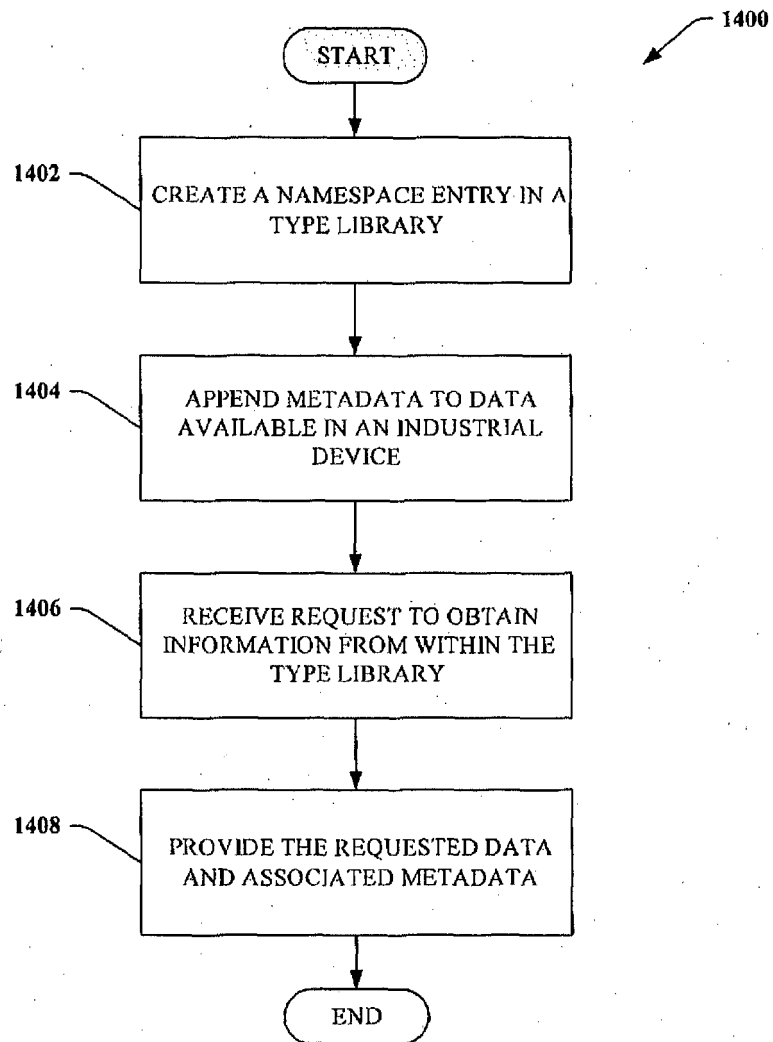 1400
START
1402
CREATE A NAMESPACE ENTRY IN A
TYPE LIBRARY
1404
APPEND METADATA TO DATA
AVAILABLE IN AN INDUSTRIAL
DEVICE
1406
RECEIVE REQUEST TO OBTAIN
INFORMATION FROM WITHIN THE
TYPE LIBRARY
1408
PROVIDE THE REQUESTED DATA
AND ASSOCIATED METADATA
END